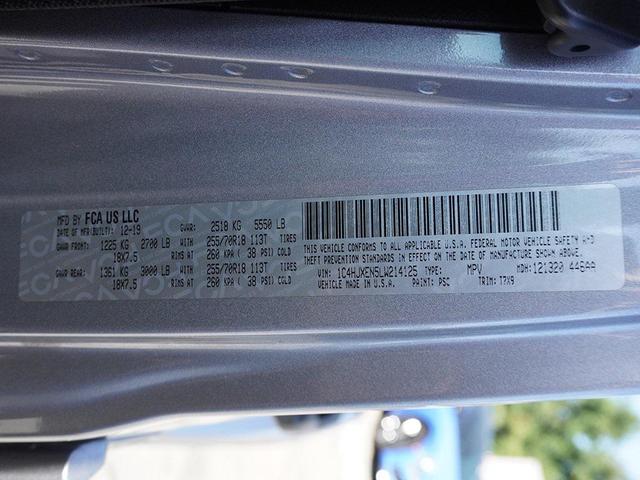 MFD BY FCA US LLC
DATE OF MFR(BUILT): 12-19 GVWR: 2518 KG 5550 LB
GAWR FRONT: 1225 KG 2700 LB WITH 255/70R18 113T TIRES
18X7.5 RIMS AT 260 KPA ( 38 PSI) COLD
GAWR REAR: 1361 KG 3000 LB WITH 255/70R18 113T TIRES
18X7.5 RIMS AT 260 KPA ( 38 PSI) COLD
THIS VEHICLE CONFORMS TO ALL APPLICABLE U.S.A. FEDERAL MOTOR VEHICLE SAFETY AND
THEFT PREVENTION STANDARDS IN EFFECT ON THE DATE OF MANUFACTURE SHOWN ABOVE.
VIN: 1C4HJXEN5LW214125 TYPE: MPV MDH:121320 446AA
VEHICLE MADE IN U.S.A. PAINT: PSC TRIM: T7X9